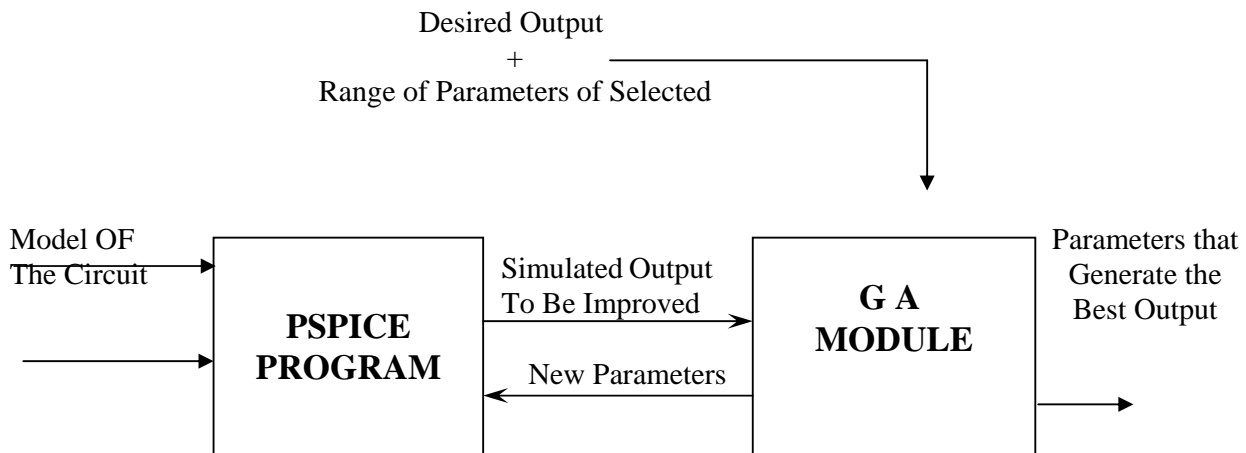 Desired Output
+
Range of Parameters of Selected
Model OF
The Circuit
PSPICE
PROGRAM
Simulated Output
To Be Improved
New Parameters
G A
MODULE
Parameters that
Generate the
Best Output